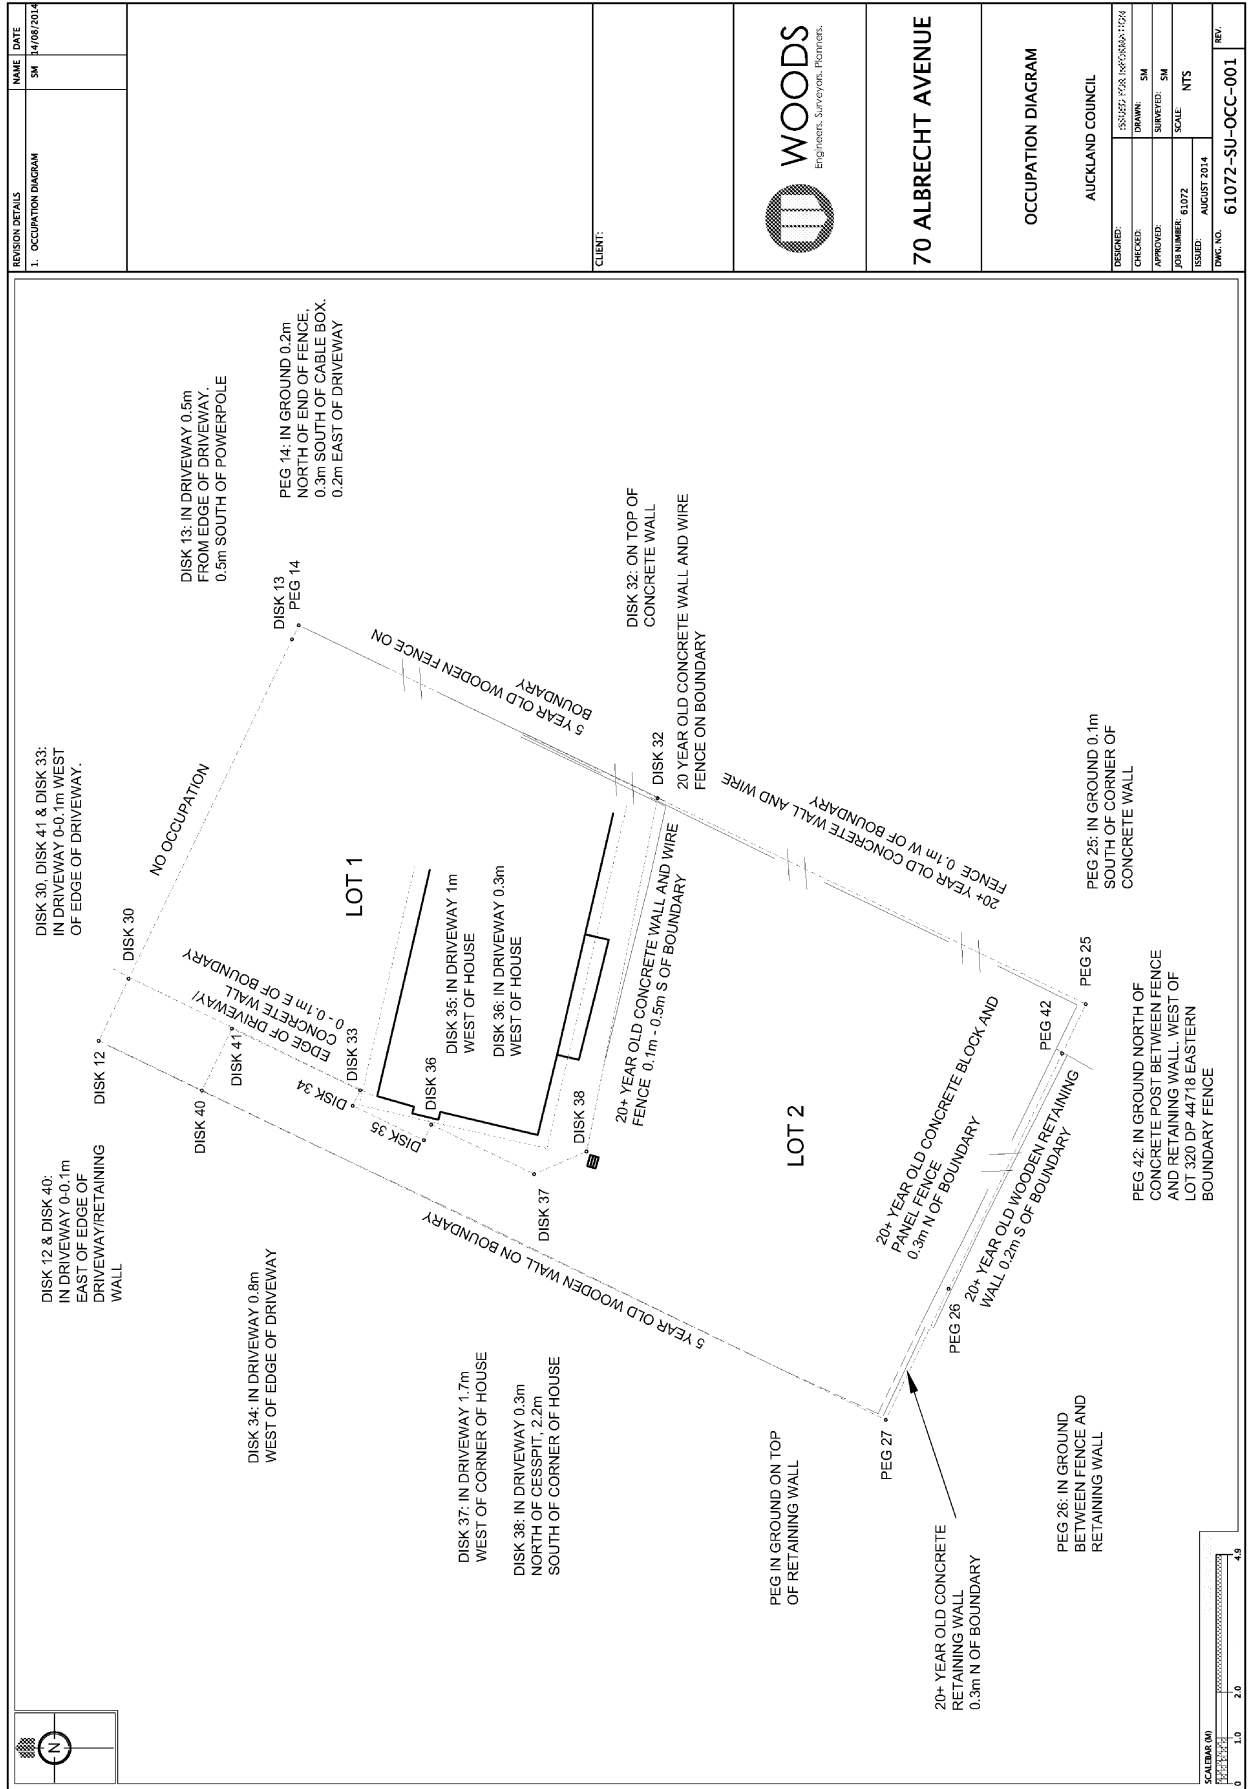 N
DISK 12 & DISK 40:
IN DRIVEWAY 0-0.1m
EAST OF EDGE OF
DRIVEWAY/RETAINING
WALL
DISK 12
DISK 30
DISK 30, DISK 41 & DISK 33:
IN DRIVEWAY 0-0.1m WEST
OF EDGE OF DRIVEWAY.
NO OCCUPATION
DISK 13: IN DRIVEWAY 0.5m
FROM EDGE OF DRIVEWAY.
0.5m SOUTH OF POWERPOLE
DISK 13
PEG 14
PEG 14: IN GROUND 0.2m
NORTH OF END OF FENCE,
0.3m SOUTH OF CABLE BOX.
0.2m EAST OF DRIVEWAY
DISK 40
DISK 41
EDGE OF DRIVEWAY/
CONCRETE WALL
0 - 0.1m E OF BOUNDARY
DISK 34: IN DRIVEWAY 0.8m
WEST OF EDGE OF DRIVEWAY
DISK 34
DISK 33
LOT 1
5 YEAR OLD WOODEN FENCE ON
BOUNDARY
DISK 35
DISK 36
DISK 35: IN DRIVEWAY 1m
WEST OF HOUSE
DISK 36: IN DRIVEWAY 0.3m
WEST OF HOUSE
DISK 37: IN DRIVEWAY 1.7m
WEST OF CORNER OF HOUSE
DISK 38: IN DRIVEWAY 0.3m
NORTH OF CESSPIT, 2.2m
SOUTH OF CORNER OF HOUSE
5 YEAR OLD WOODEN WALL ON BOUNDARY
DISK 37
DISK 38
20+ YEAR OLD CONCRETE WALL AND WIRE
FENCE 0.1m - 0.5m S OF BOUNDARY
DISK 32
DISK 32: ON TOP OF
CONCRETE WALL
20 YEAR OLD CONCRETE WALL AND WIRE
FENCE ON BOUNDARY
20+ YEAR OLD CONCRETE WALL AND WIRE
FENCE 0.1m W OF BOUNDARY
LOT 2
PEG IN GROUND ON TOP
OF RETAINING WALL
PEG 27
20+ YEAR OLD CONCRETE BLOCK AND
PANEL FENCE
0.3m N OF BOUNDARY
20+ YEAR OLD CONCRETE
RETAINING WALL
0.3m N OF BOUNDARY
PEG 26
20+ YEAR OLD WOODEN RETAINING
WALL 0.2m S OF BOUNDARY
PEG 42
PEG 25
PEG 25: IN GROUND 0.1m
SOUTH OF CORNER OF
CONCRETE WALL
PEG 26: IN GROUND
BETWEEN FENCE AND
RETAINING WALL
PEG 42: IN GROUND NORTH OF
CONCRETE POST BETWEEN FENCE
AND RETAINING WALL, WEST OF
LOT 320 DP 44718 EASTERN
BOUNDARY FENCE
SCALEBAR (M)
0 1.0 2.0 4.9
REVISION DETAILS NAME DATE
1. OCCUPATION DIAGRAM SM 14/08/2014
CLIENT:
WOODS
Engineers. Surveyors. Planners.
70 ALBRECHT AVENUE
OCCUPATION DIAGRAM
AUCKLAND COUNCIL
DESIGNED: ISSUED FOR INFORMATION
CHECKED: DRAWN: SM
APPROVED: SURVEYED: SM
JOB NUMBER: 61072 SCALE: NTS
ISSUED: AUGUST 2014
DWG. NO. 61072-SU-OCC-001 REV.